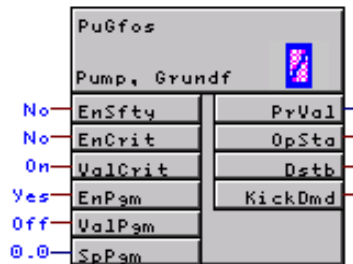 PuGfos
Pump, Grundf
No EnSfty PrVal
No EnCrit OpSta
On ValCrit Dstb
Yes EnPgm KickDmd
Off ValPgm
0.0 SpPgm